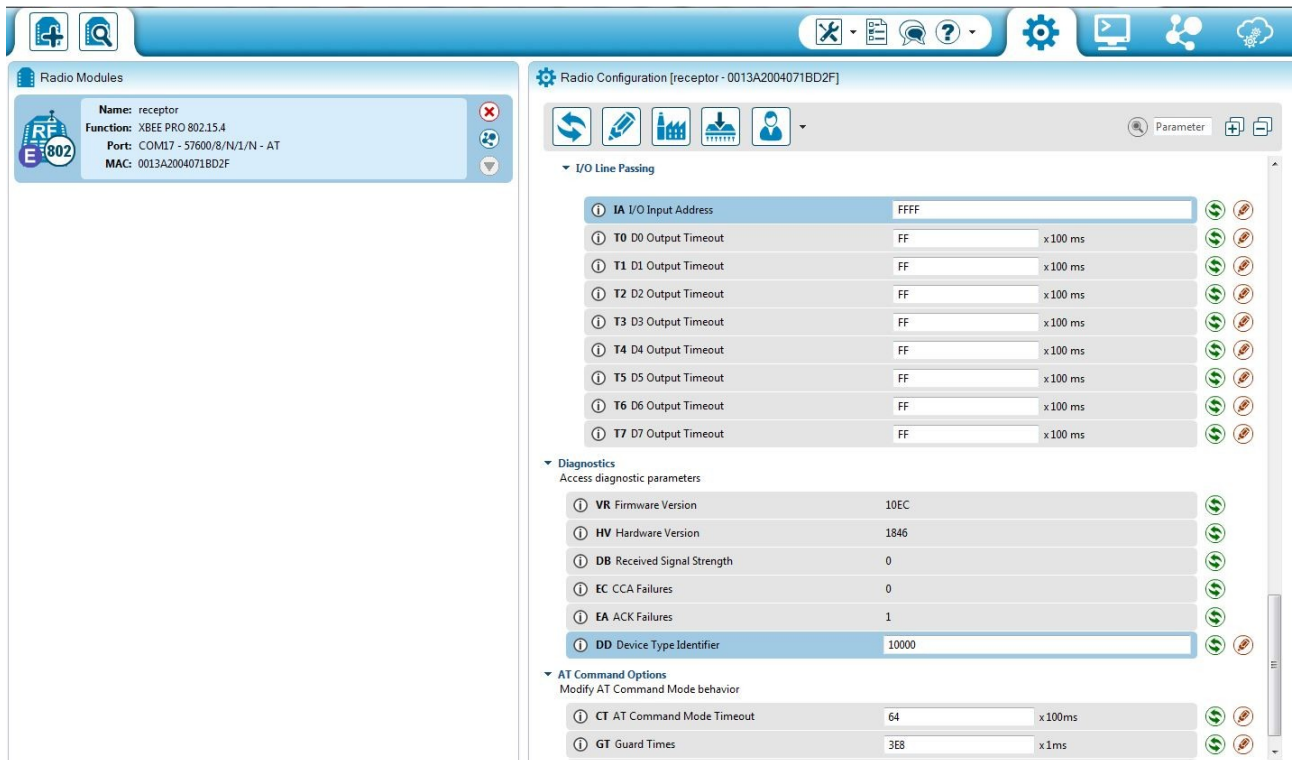 Radio Modules
RF
E 802
Name: receptor
Function: XBEE PRO 802.15.4
Port: COM17 - 57600/8/N/1/N - AT
MAC: 0013A2004071BD2F
Radio Configuration [receptor - 0013A2004071BD2F]
Parameter
I/O Line Passing
IA I/O Input Address FFFF
T0 D0 Output Timeout FF x 100 ms
T1 D1 Output Timeout FF x 100 ms
T2 D2 Output Timeout FF x 100 ms
T3 D3 Output Timeout FF x 100 ms
T4 D4 Output Timeout FF x 100 ms
T5 D5 Output Timeout FF x 100 ms
T6 D6 Output Timeout FF x 100 ms
T7 D7 Output Timeout FF x 100 ms
Diagnostics
Access diagnostic parameters
VR Firmware Version 10EC
HV Hardware Version 1846
DB Received Signal Strength 0
EC CCA Failures 0
EA ACK Failures 1
DD Device Type Identifier 10000
AT Command Options
Modify AT Command Mode behavior
CT AT Command Mode Timeout 64 x 100ms
GT Guard Times 3E8 x 1ms